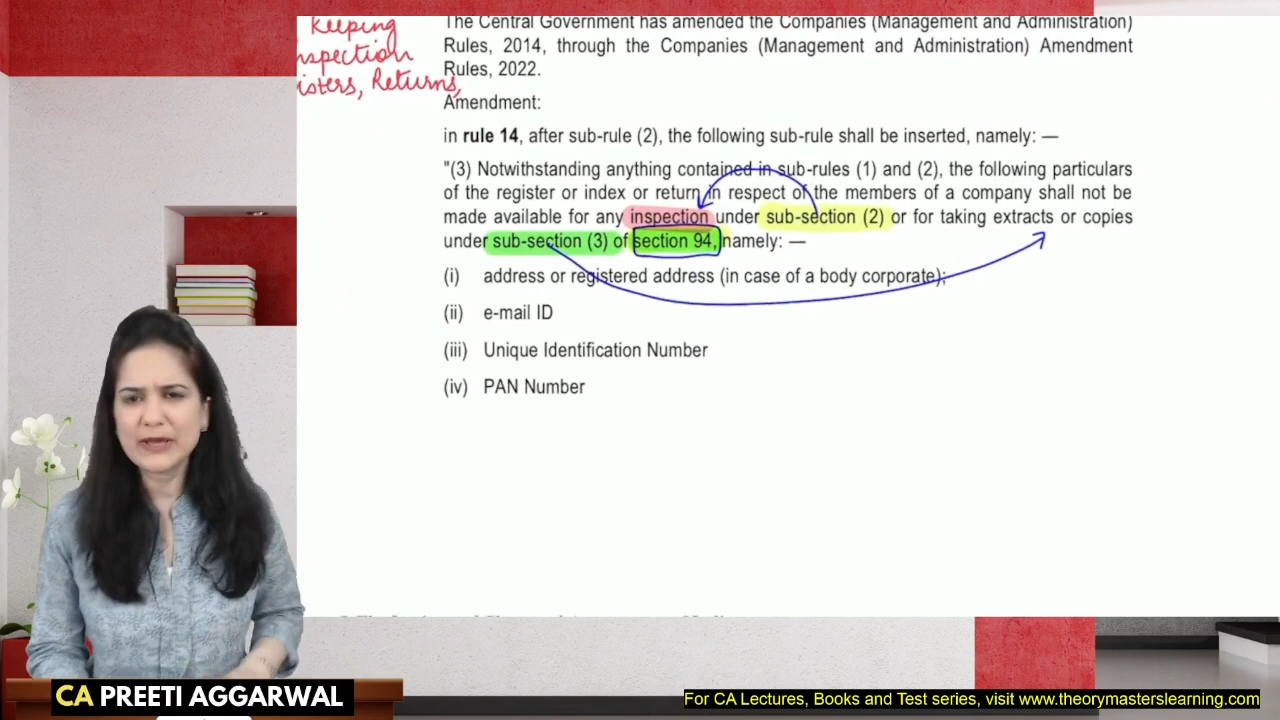 Keeping
nspection
isters, Returns,
The Central Government has amended the Companies (Management and Administration)
Rules, 2014, through the Companies (Management and Administration) Amendment
Rules, 2022.
Amendment:
in rule 14, after sub-rule (2), the following sub-rule shall be inserted, namely: —
"(3) Notwithstanding anything contained in sub-rules (1) and (2), the following particulars
of the register or index or return in respect of the members of a company shall not be
made available for any inspection under sub-section (2) or for taking extracts or copies
under sub-section (3) of section 94, namely: —
(i) address or registered address (in case of a body corporate);
(ii) e-mail ID
(iii) Unique Identification Number
(iv) PAN Number
CA PREETI AGGARWAL
For CA Lectures, Books and Test series, visit www.theorymasterslearning.com